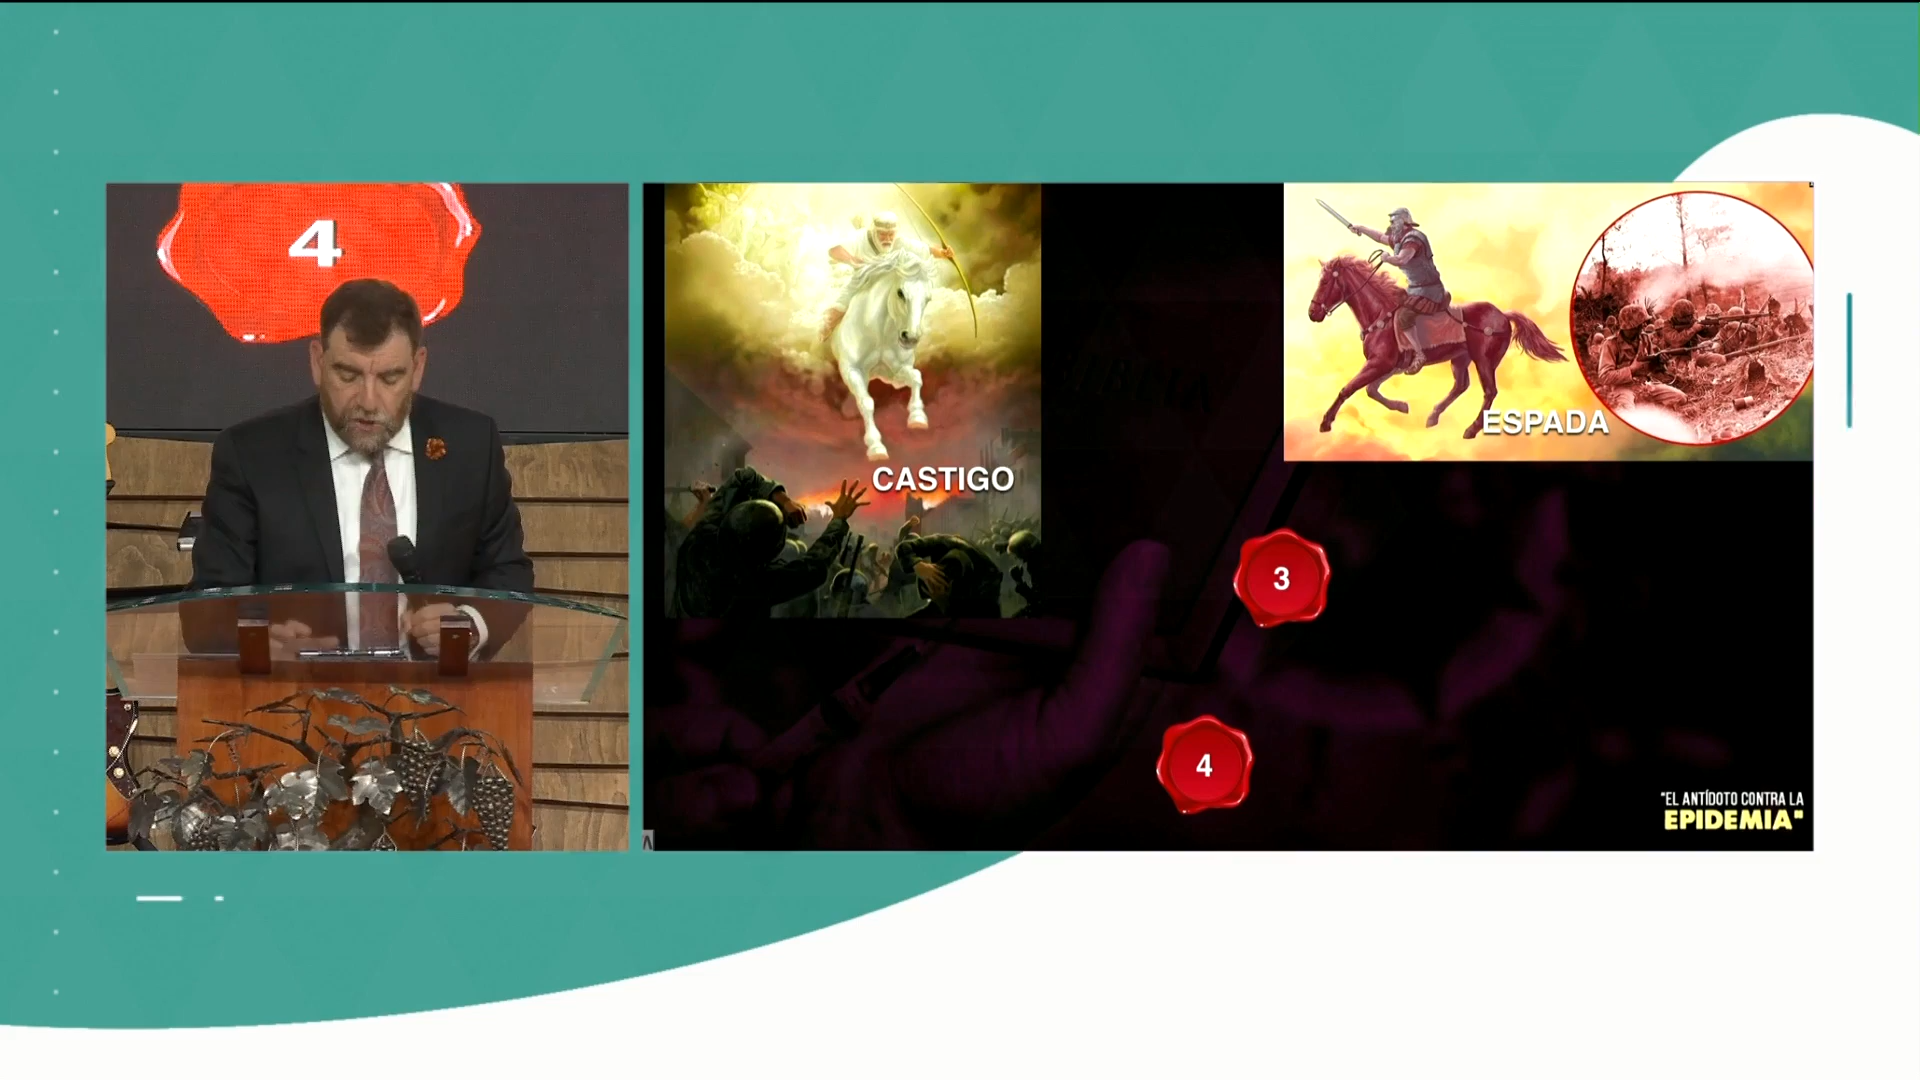 4
CASTIGO
ESPADA
3
4
"EL ANTÍDOTO CONTRA LA
EPIDEMIA"